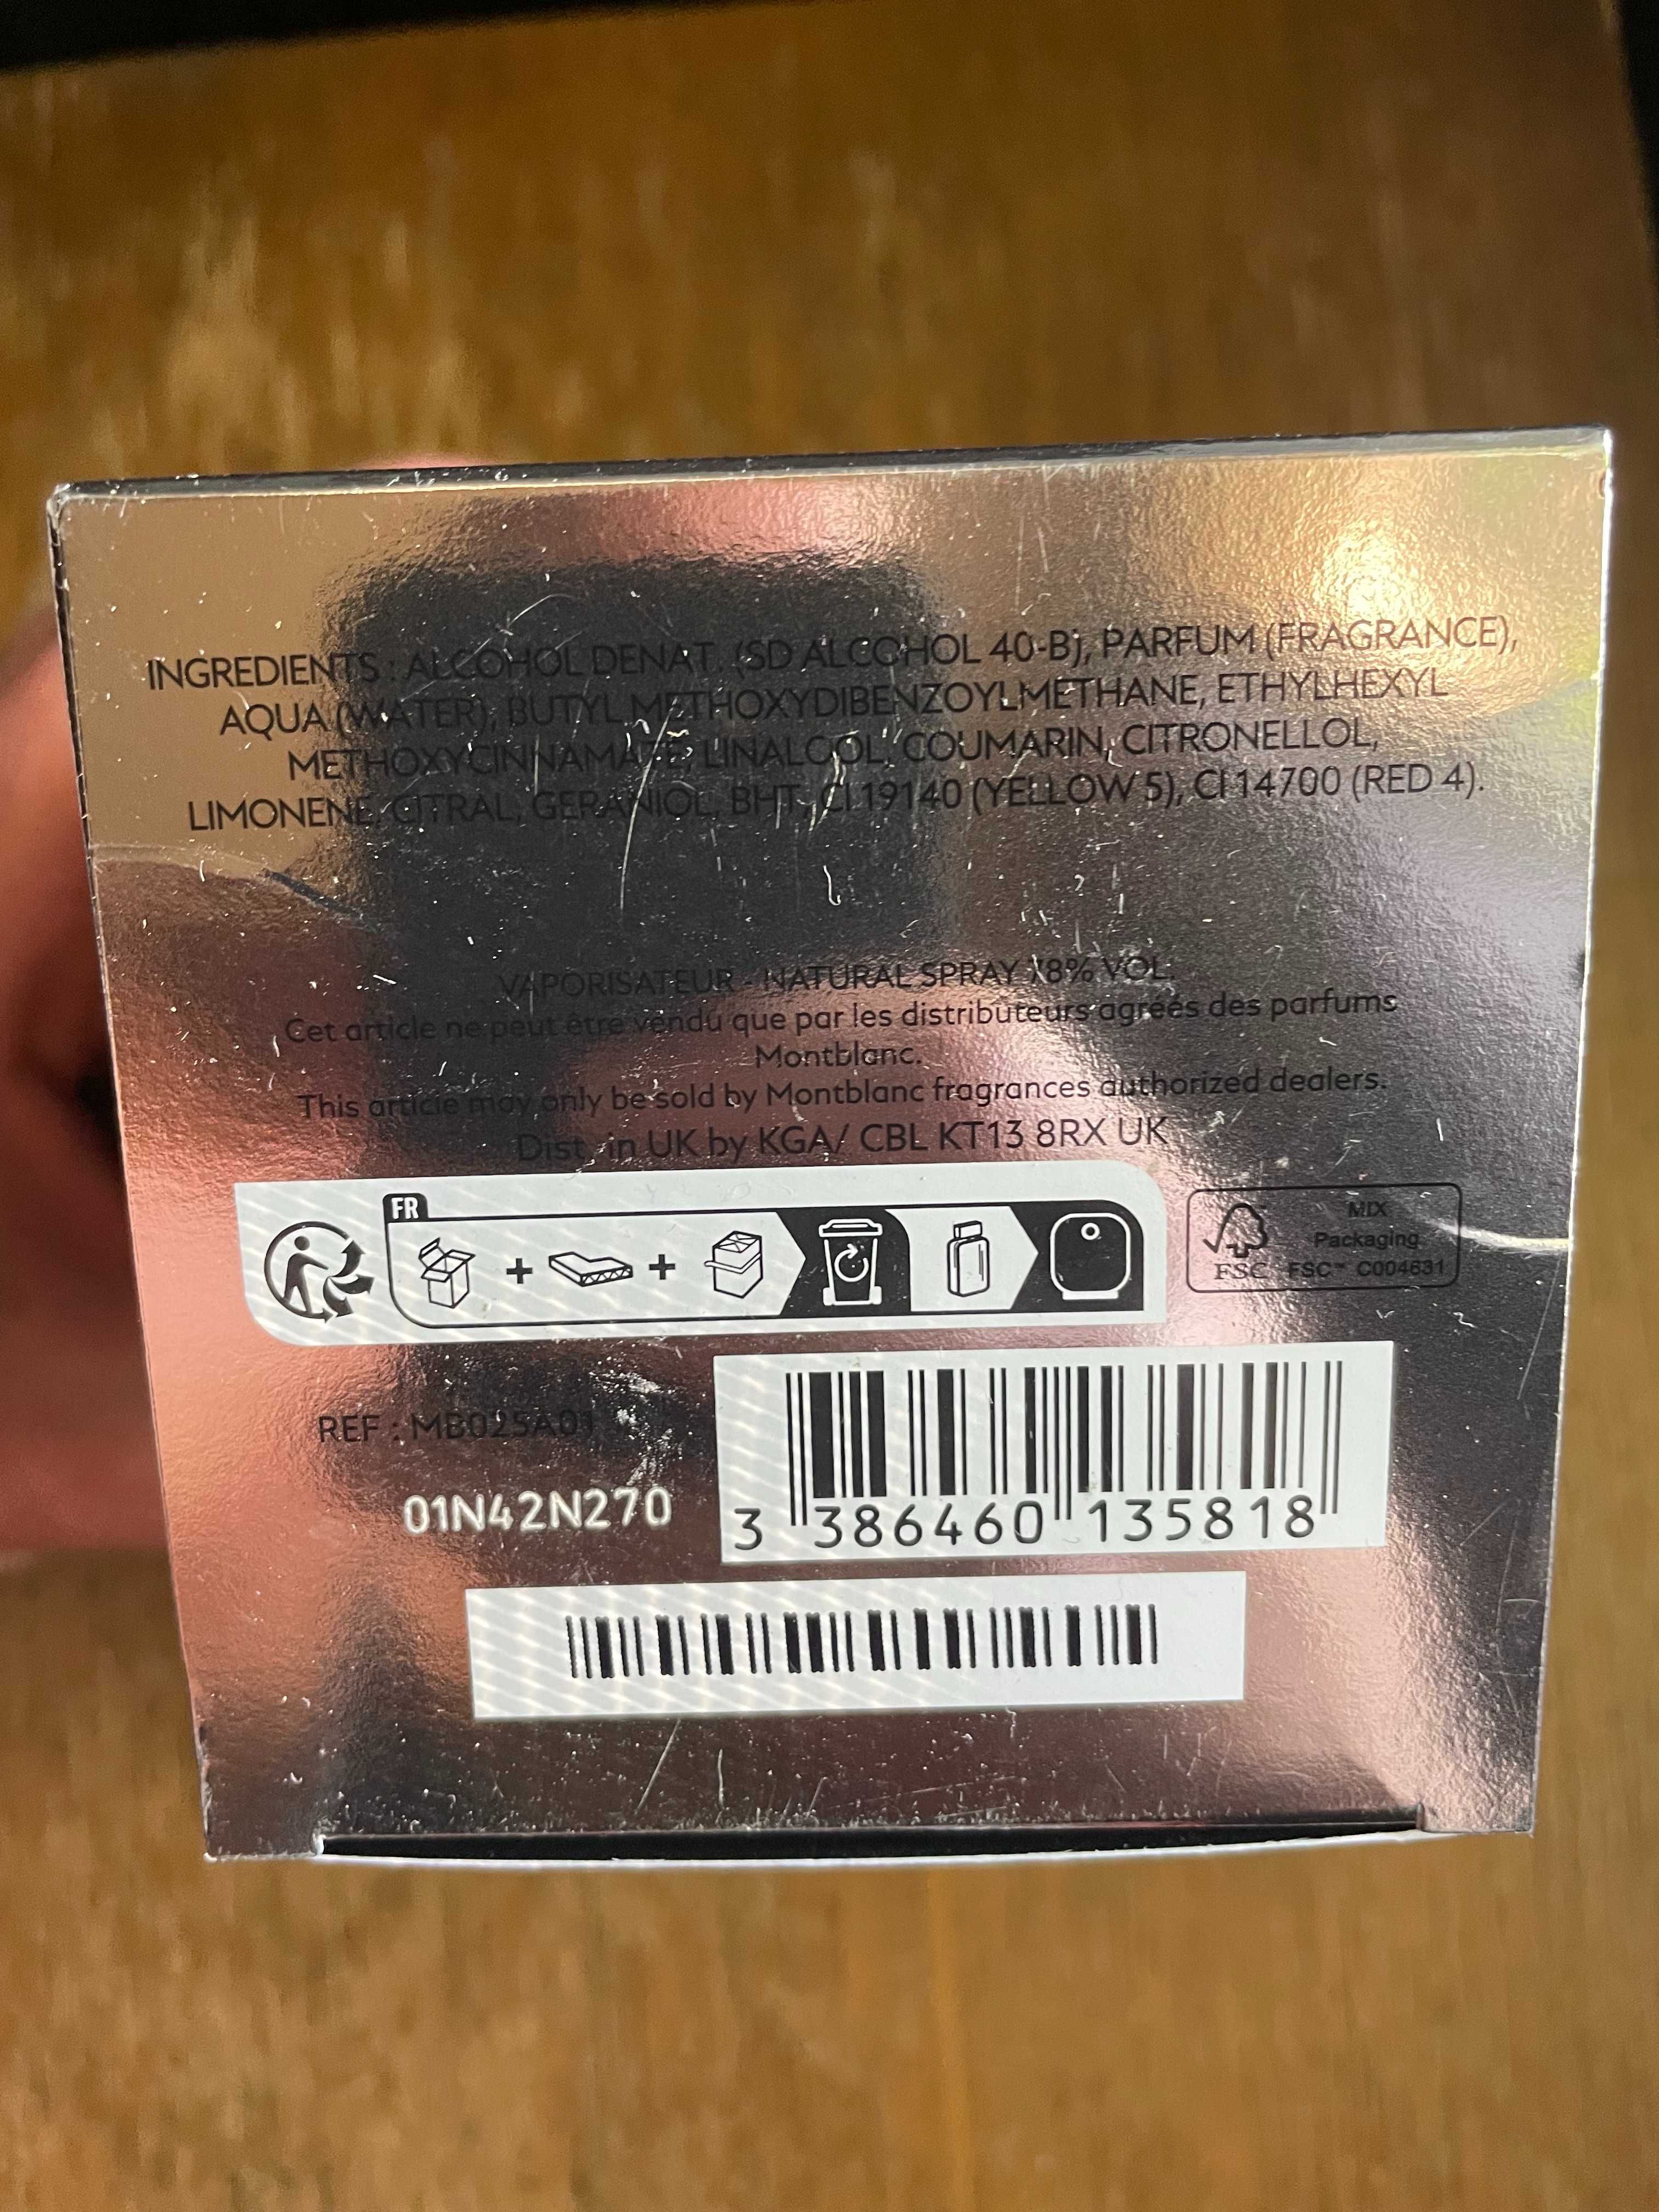 INGREDIENTS : ALCOHOL DENAT. (SD ALCOHOL 40-B), PARFUM (FRAGRANCE),
AQUA (WATER), BUTYL METHOXYDIBENZOYLMETHANE, ETHYLHEXYL
METHOXYCINNAMATE, LINALOOL, COUMARIN, CITRONELLOL,
LIMONENE, CITRAL, GERANIOL, BHT, CI 19140 (YELLOW 5), CI 14700 (RED 4).
VAPORISATEUR - NATURAL SPRAY 78% VOL.
Cet article ne peut être vendu que par les distributeurs agréés des parfums
Montblanc.
This article may only be sold by Montblanc fragrances authorized dealers.
Dist. in UK by KGA/ CBL KT13 8RX UK
FR
MIX
Packaging
FSC FSC™ C004631
REF : MB025A01
01N42N270
3 386460 135818